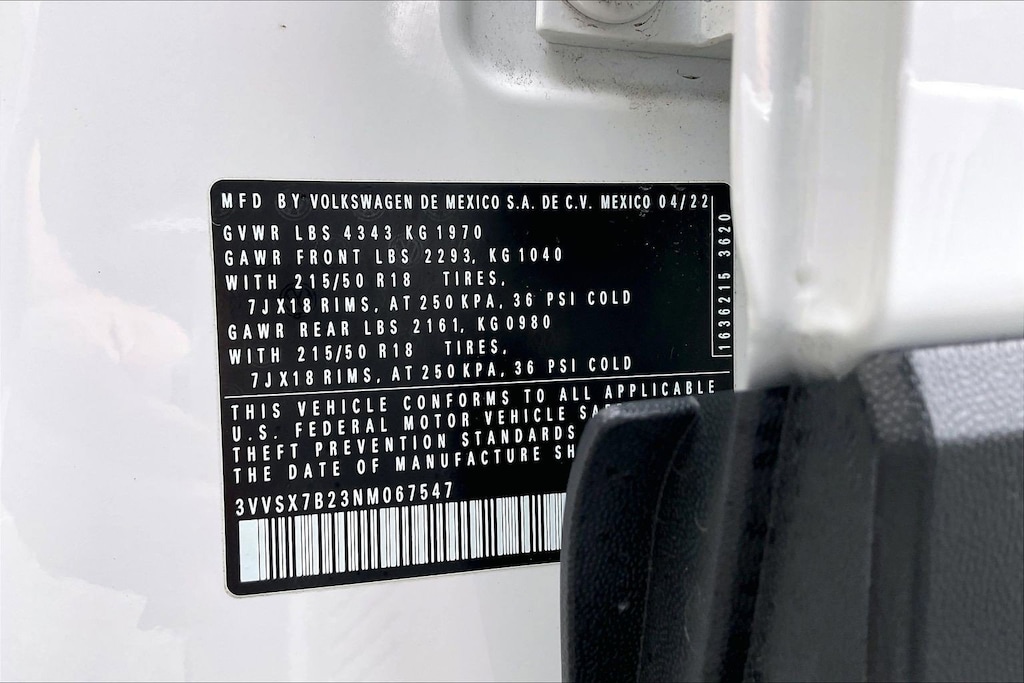 MFD BY VOLKSWAGEN DE MEXICO S.A. DE C.V. MEXICO 04/22
GVWR LBS 4343 KG 1970
GAWR FRONT LBS 2293, KG 1040
WITH 215/50 R18 TIRES,
7JX18 RIMS, AT 250 KPA, 36 PSI COLD
GAWR REAR LBS 2161, KG 0980
WITH 215/50 R18 TIRES,
7JX18 RIMS, AT 250 KPA, 36 PSI COLD
1636215 3620
THIS VEHICLE CONFORMS TO ALL APPLICABLE
U.S. FEDERAL MOTOR VEHICLE
THEFT PREVENTION STANDARDS
THE DATE OF MANUFACTURE
3VVSX7B23NM067547